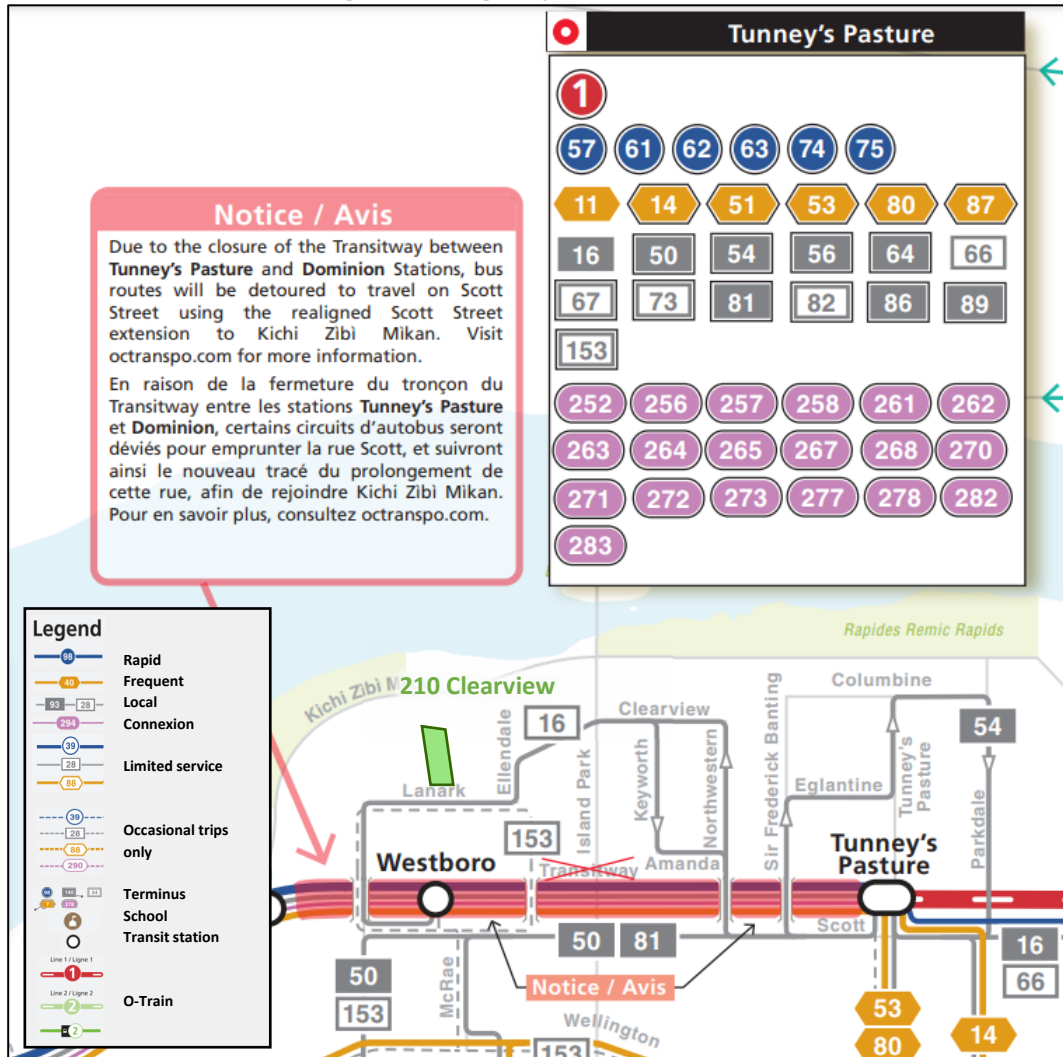 Tunney's Pasture
1
57 61 62 63 74 75
11 14 51 53 80 87
16 50 54 56 64 66
67 73 81 82 86 89
153
252 256 257 258 261 262
263 264 265 267 268 270
271 272 273 277 278 282
283
Notice / Avis
Due to the closure of the Transitway between
Tunney's Pasture and Dominion Stations, bus
routes will be detoured to travel on Scott
Street using the realigned Scott Street
extension to Kichi Zìbì Mìkan. Visit
octranspo.com for more information.
En raison de la fermeture du tronçon du
Transitway entre les stations Tunney's Pasture
et Dominion, certains circuits d'autobus seront
déviés pour emprunter la rue Scott, et suivront
ainsi le nouveau tracé du prolongement de
cette rue, afin de rejoindre Kichi Zìbì Mìkan.
Pour en savoir plus, consultez octranspo.com.
Legend
98 Rapid
40 Frequent
93 28 Local
294 Connexion
39
28 Limited service
88
39
28 Occasional trips
88 only
290
Terminus
School
Transit station
Line 1 / Ligne 1
1
Line 2 / Ligne 2
2 O-Train
2
Rapides Remic Rapids
Kichi Zìbì M
210 Clearview
Columbine
Clearview
16
54
Ellendale
Island Park
Keyworth
Northwestern
Sir Frederick Banting
Eglantine
Tunney's
Pasture
Parkdale
Lanark
153
Westboro
Transitway
Amanda
Tunney's
Pasture
Scott
50 81
16
66
50
153
McRae
Notice / Avis
Wellington
153
53
80
14